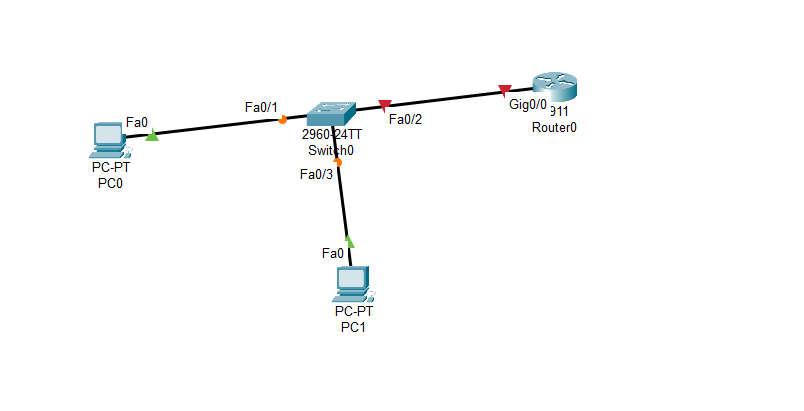 Fa0
PC-PT
PC0
Fa0/1
2960-24TT
Switch0
Fa0/2
Gig0/0
911
Router0
Fa0/3
Fa0
PC-PT
PC1